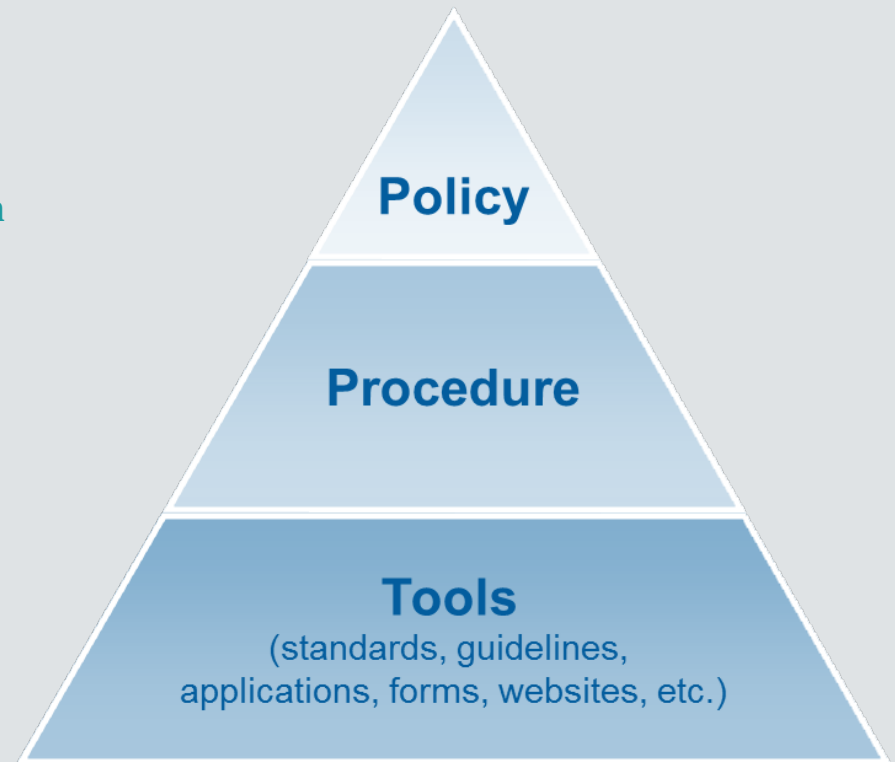 Policy
Procedure
Tools
(standards, guidelines,
applications, forms, websites, etc.)